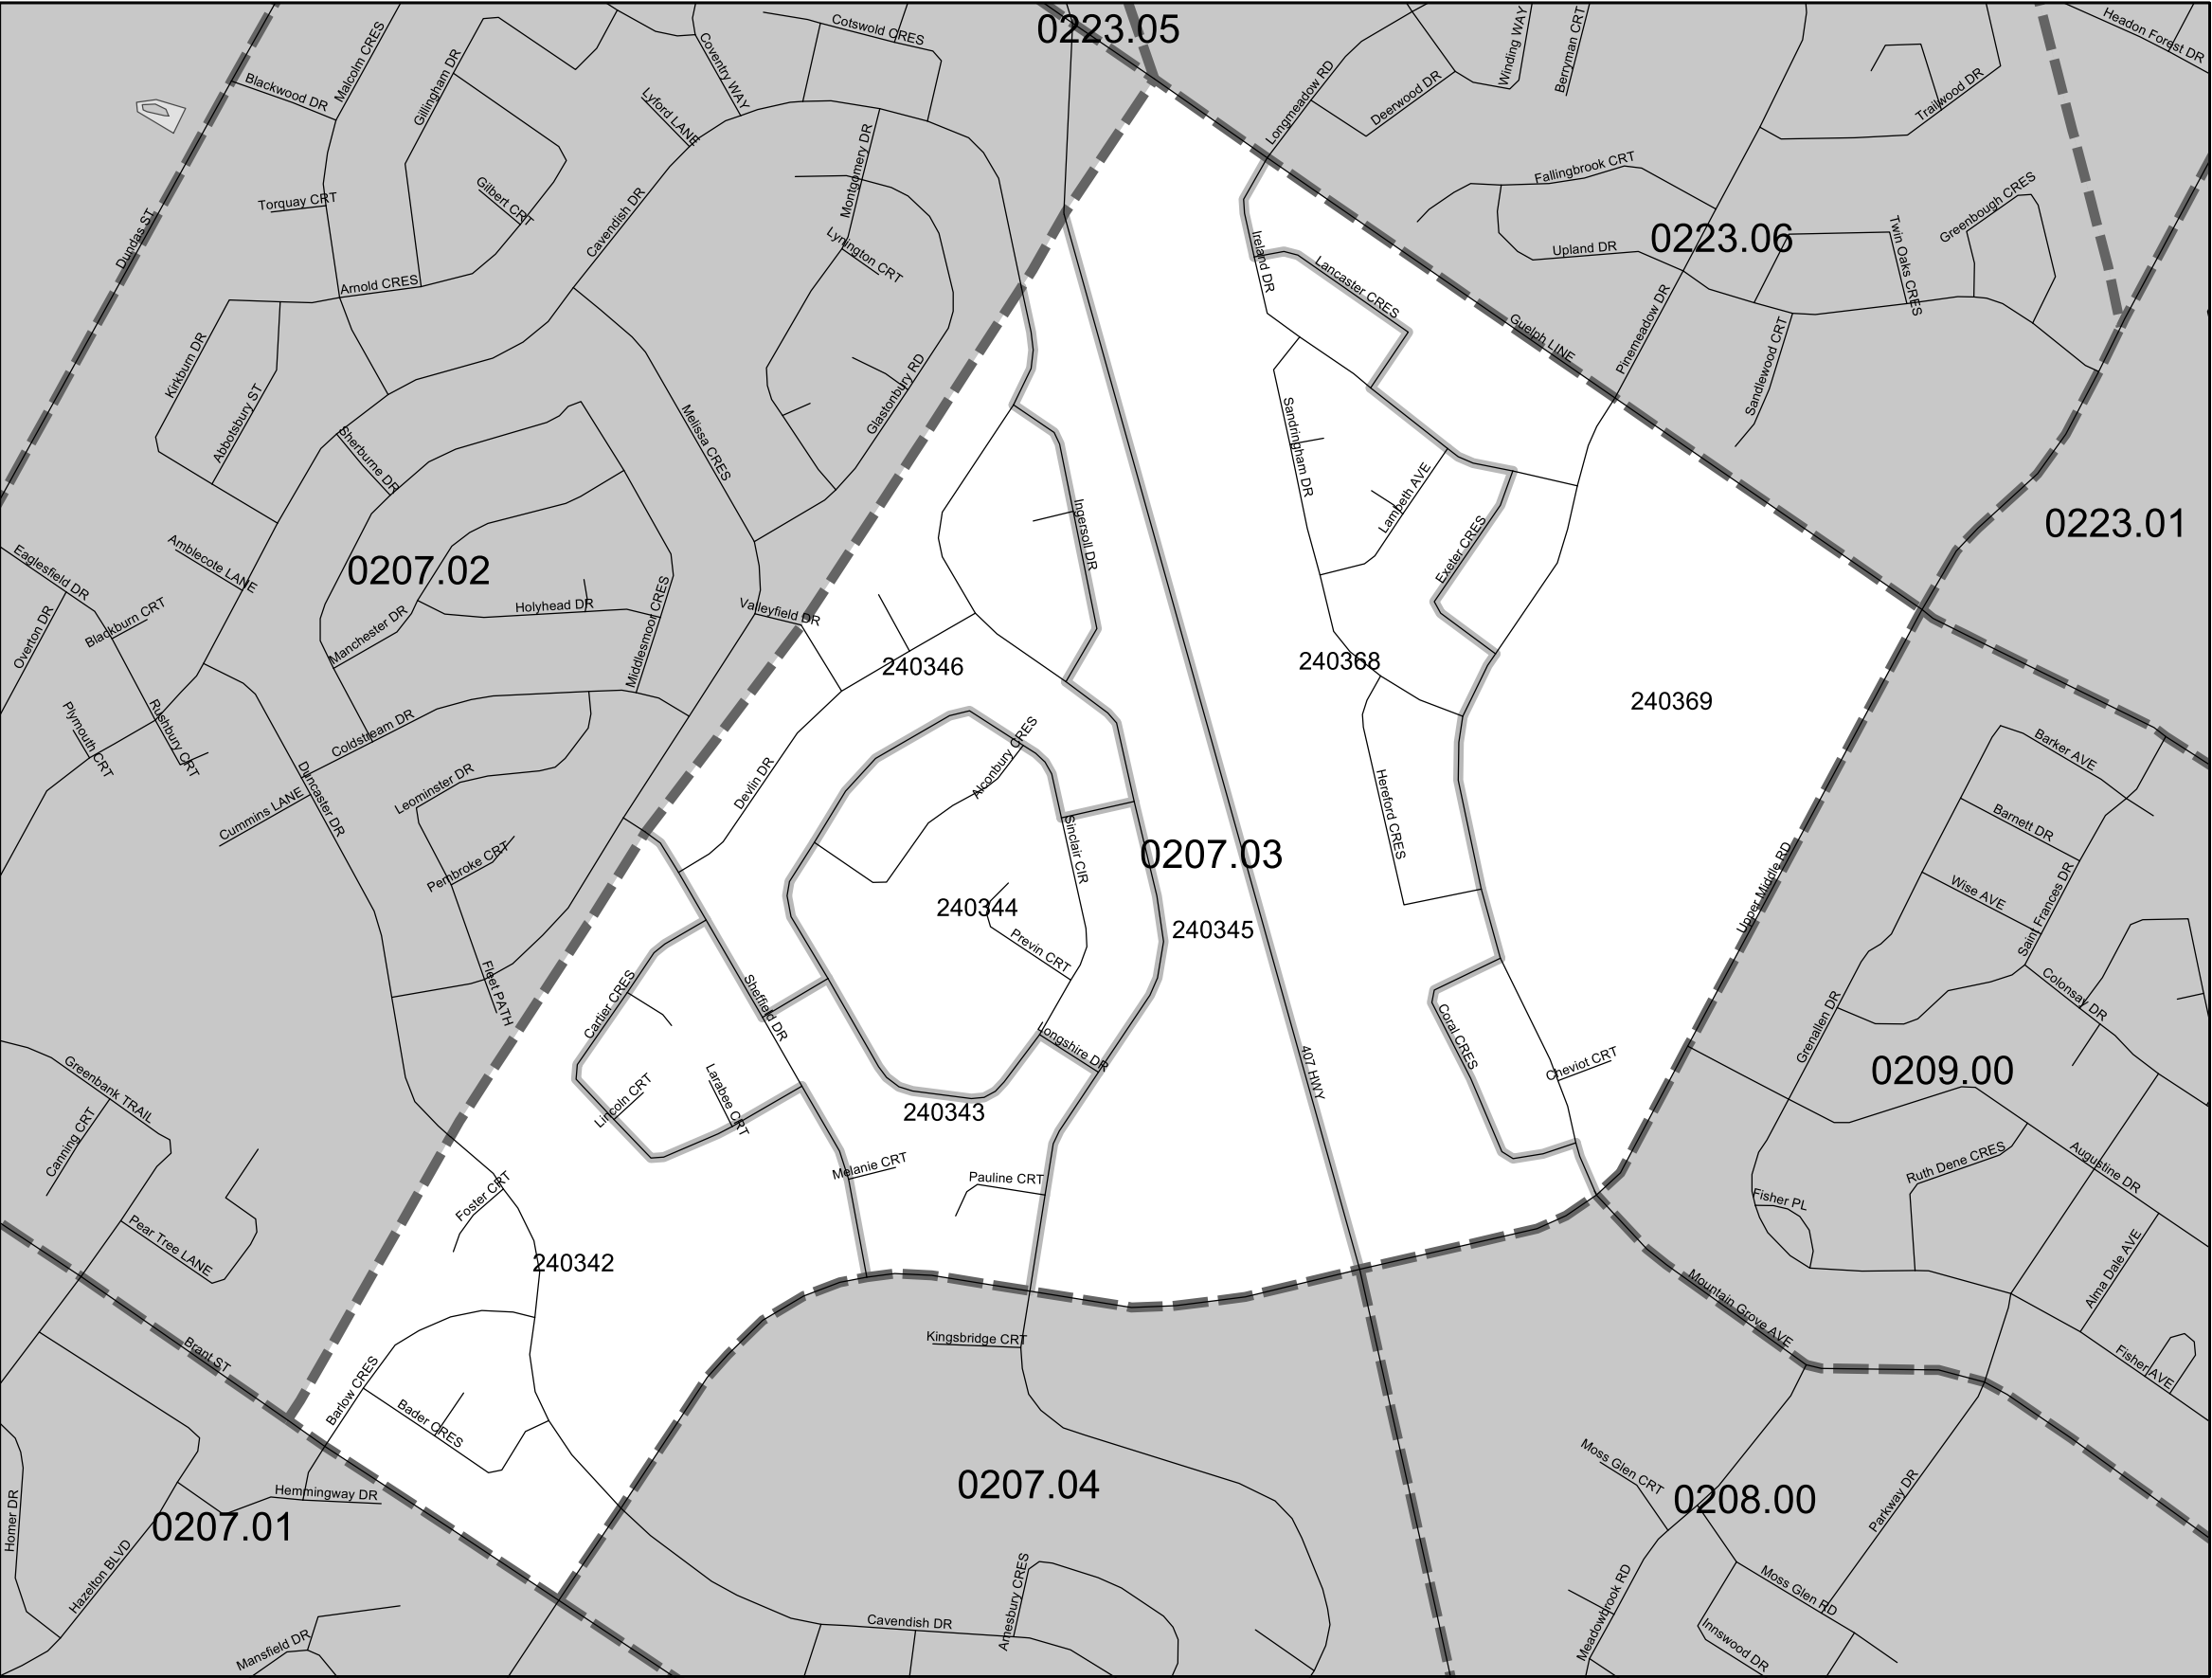 0223.05
Cotswold CRES
Headon Forest DR
Malcolm CRES
Coventry WAY
Winding WAY
Berryman CRT
Gillingham DR
Blackwood DR
Lyford LANE
Longmeadow RD
Deerwood DR
Trailwood DR
Montgomery DR
Fallingbrook CRT
Greenbough CRES
Gilbert CRT
Torquay CRT
Dundas ST
Cavendish DR
Lynington CRT
0223.06
Upland DR
Twin Oaks CRES
Ireland DR
Lancaster CRES
Arnold CRES
Guelph LINE
Pinemeadow DR
Sandlewood CRT
Kirkburn DR
Abbotsbury ST
Glastonbury RD
Melissa CRES
Sherburne DR
Sandringham DR
Lambeth AVE
0223.01
Ingersoll DR
Exeter CRES
Amblecote LANE
Eaglesfield DR
0207.02
Overton DR
Blackburn CRT
Manchester DR
Holyhead DR
Middlesmoor CRES
Valleyfield DR
240346
240368
240369
Plymouth CRT
Rushbury CRT
Coldstream DR
Barker AVE
Devlin DR
Alconbury CRES
Leominster DR
Cummins LANE
Duncaster DR
Barnett DR
Hereford CRES
Sinclair CIR
0207.03
Pembroke CRT
Upper Middle RD
Wise AVE
Saint Frances DR
240344
240345
Previn CRT
Fleet PATH
Cartier CRES
Sheffield DR
Colonsay DR
Grenallen DR
Longshire DR
Coral CRES
407 HWY
Cheviot CRT
0209.00
Greenbank TRAIL
Canning CRT
Lincoln CRT
Larabee CRT
240343
Melanie CRT
Pauline CRT
Ruth Dene CRES
Augustine DR
Fisher PL
Foster CRT
Pear Tree LANE
240342
Alma Dale AVE
Mountain Grove AVE
Brant ST
Kingsbridge CRT
Fisher AVE
Barlow CRES
Bader CRES
Moss Glen CRT
0207.04
0208.00
Parkway DR
Hemmingway DR
Homer DR
0207.01
Hazelton BLVD
Amesbury CRES
Cavendish DR
Meadowbrook RD
Moss Glen RD
Mansfield DR
Innswood DR